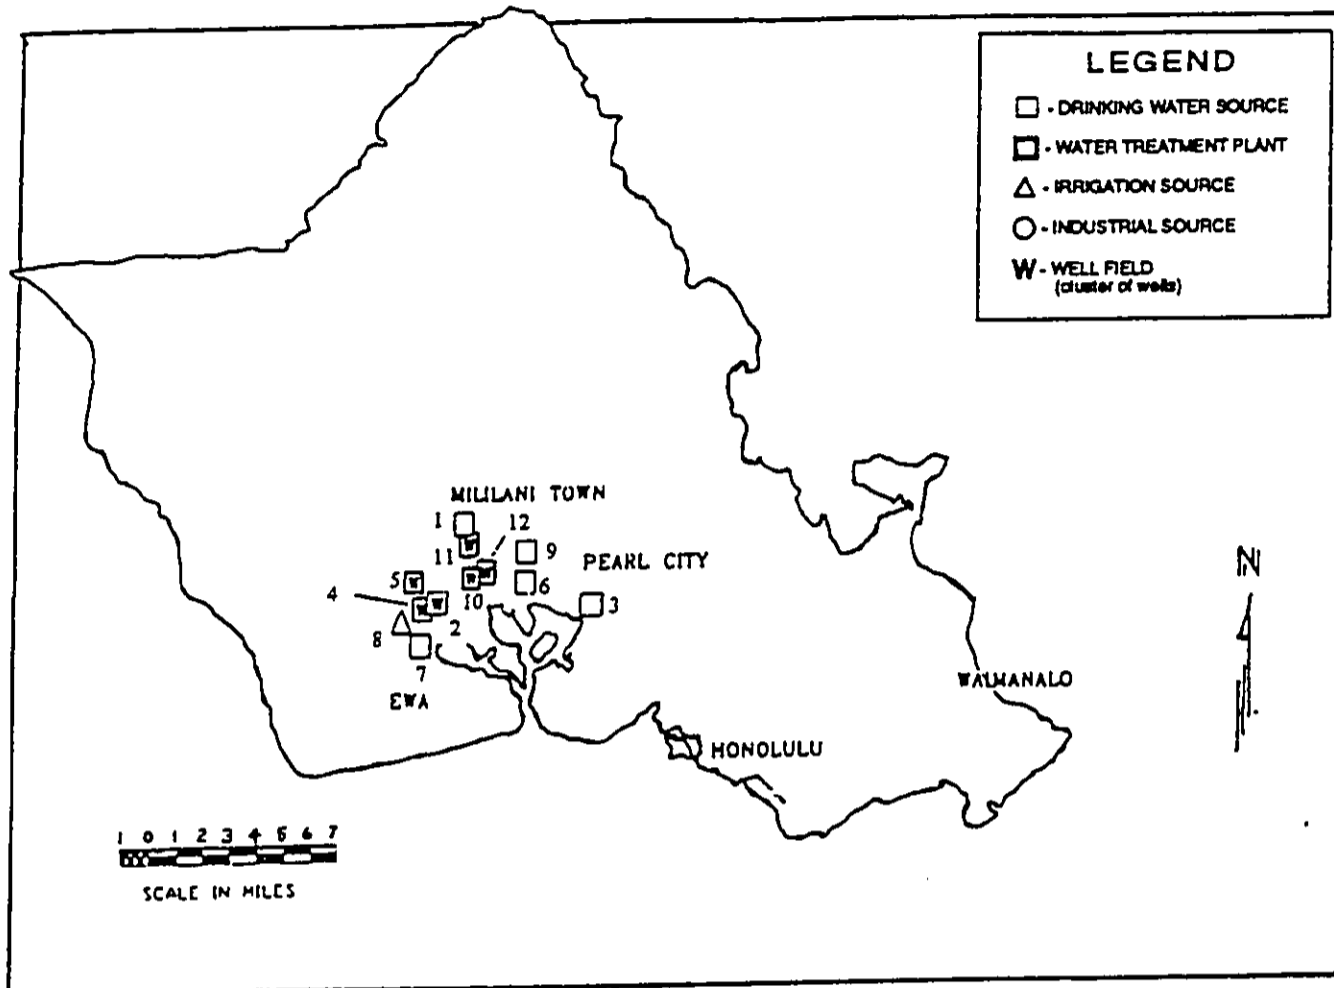 LEGEND
- DRINKING WATER SOURCE
- WATER TREATMENT PLANT
- IRRIGATION SOURCE
- INDUSTRIAL SOURCE
W - WELL FIELD
(cluster of wells)
MILILANI TOWN
1
12
11
9
PEARL CITY
5
6
4
10
3
8
2
7
EWA
WAIMANALO
N
HONOLULU
1 0 1 2 3 4 5 6 7
SCALE IN MILES
W
W
W
W
W
W